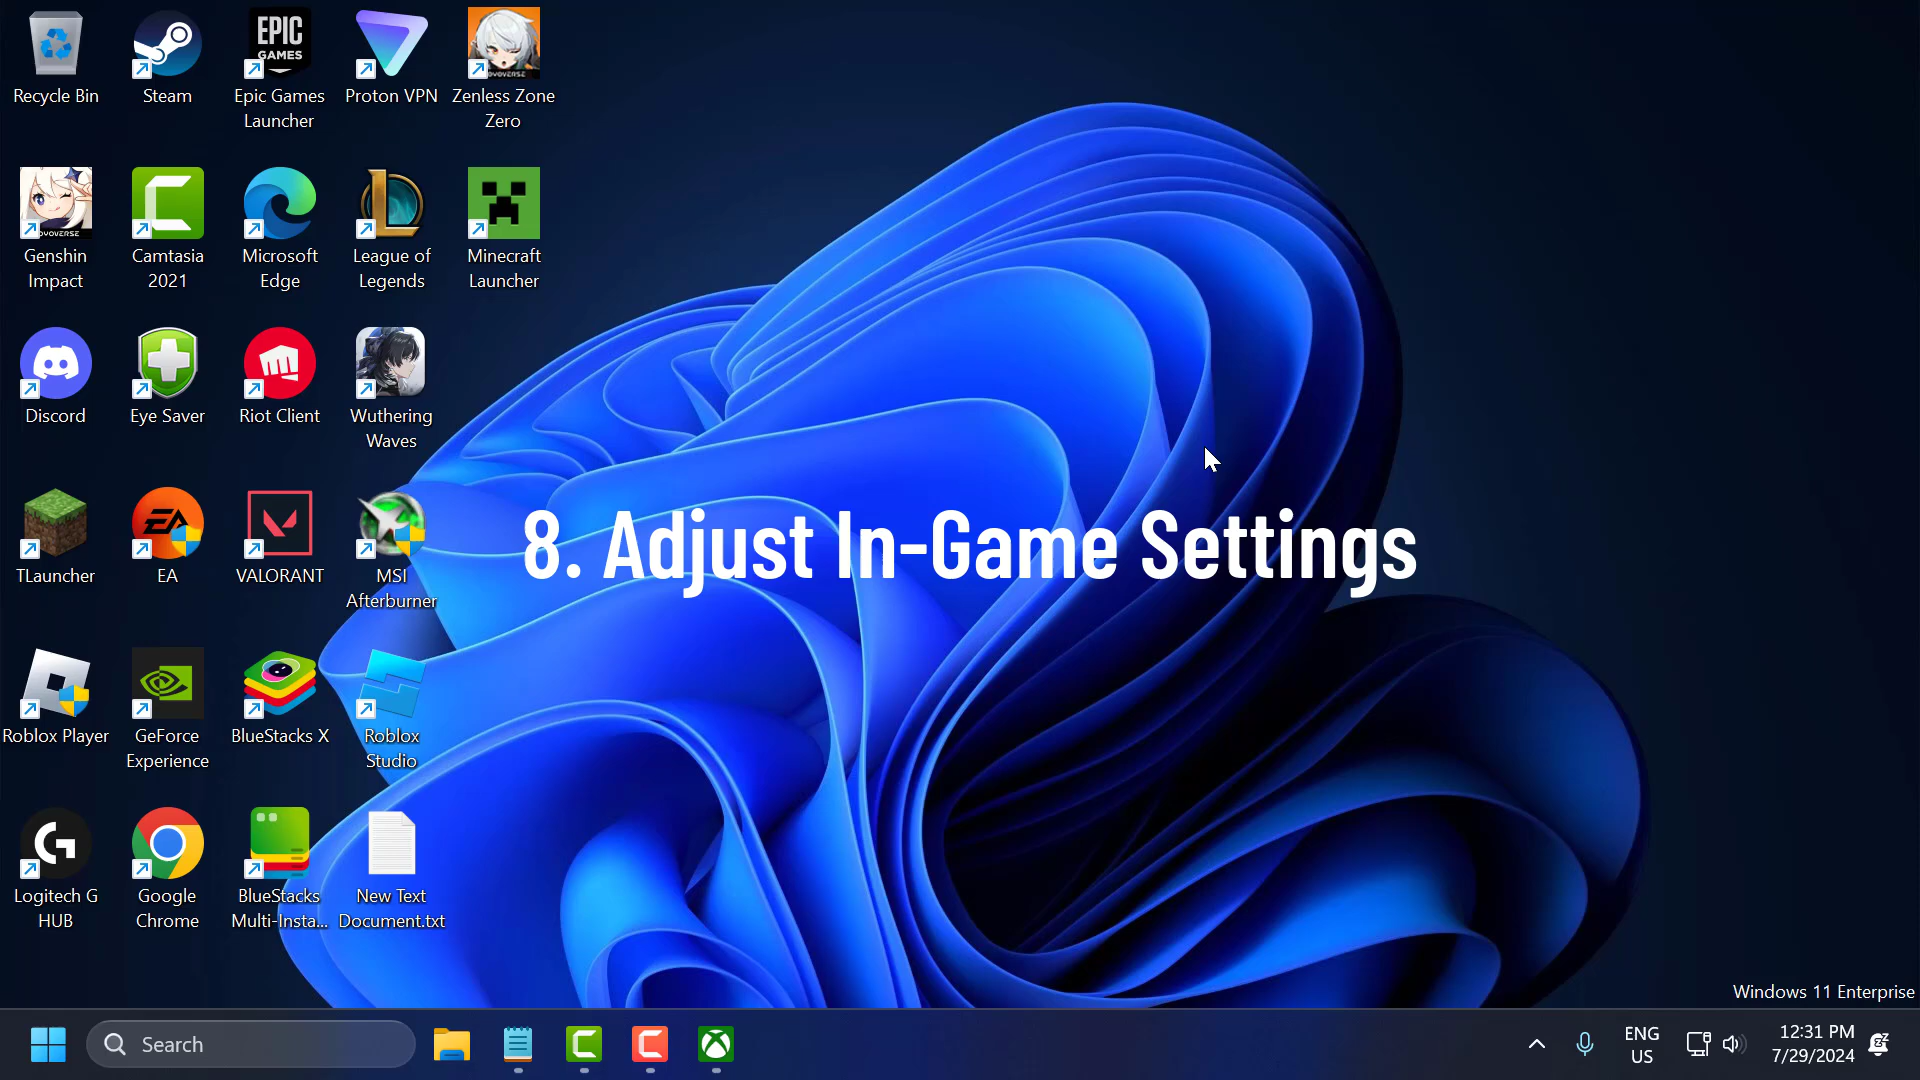 Recycle Bin
Steam
EPIC
GAMES
Epic Games
Launcher
Proton VPN
Zenless Zone
Zero
Genshin
Impact
Camtasia
2021
Microsoft
Edge
League of
Legends
Minecraft
Launcher
Discord
Eye Saver
Riot Client
Wuthering
Waves
TLauncher
EA
EA
VALORANT
MSI
Afterburner
8. Adjust In-Game Settings
Roblox Player
GeForce
Experience
BlueStacks X
Roblox
Studio
Logitech G
HUB
Google
Chrome
BlueStacks
Multi-Insta...
New Text
Document.txt
Windows 11 Enterprise
Search
ENG
US
12:31 PM
7/29/2024